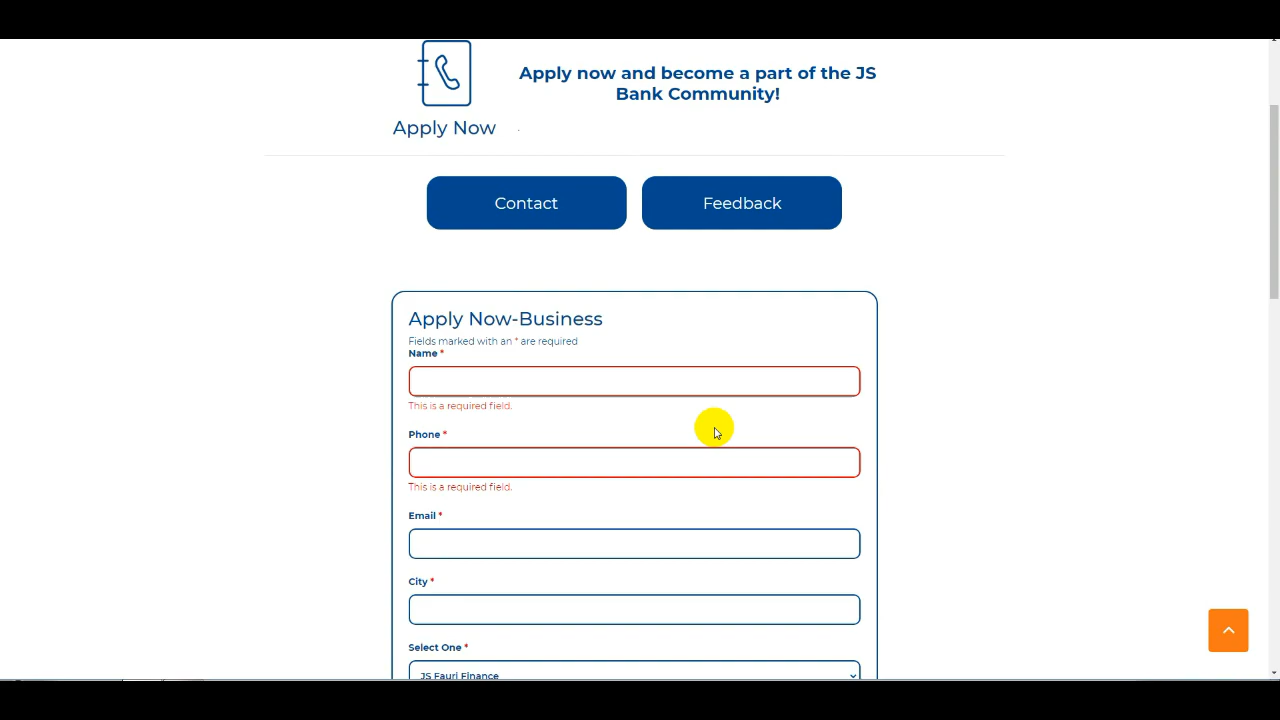 Apply now and become a part of the JS
Bank Community!
Apply Now
Contact
Feedback
Apply Now-Business
Fields marked with an * are required
Name *
This is a required field.
Phone *
This is a required field.
Email *
City *
Select One *
JS Fauri Finance